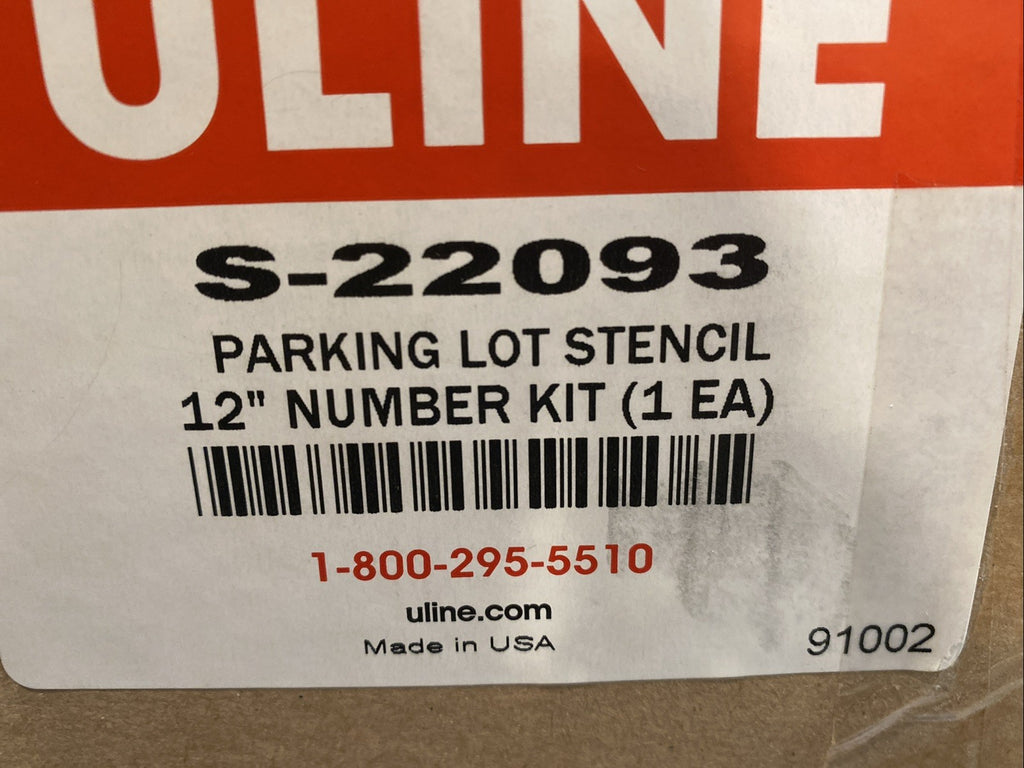 ULINE
S-22093
PARKING LOT STENCIL
12" NUMBER KIT (1 EA)
1-800-295-5510
uline.com
Made in USA
91002